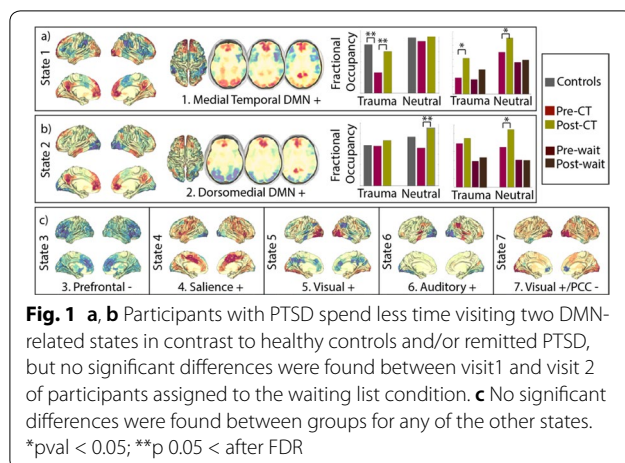 a)
State 1
1. Medial Temporal DMN +
Fractional
Occupancy
** **
Trauma Neutral
* *
Trauma Neutral
b)
State 2
2. Dorsomedial DMN +
Fractional
Occupancy
**
Trauma Neutral
*
Trauma Neutral
Controls
Pre-CT
Post-CT
Pre-wait
Post-wait
c)
State 3
3. Prefrontal -
State 4
4. Salience +
State 5
5. Visual +
State 6
6. Auditory +
State 7
7. Visual +/PCC -
Fig. 1 a, b Participants with PTSD spend less time visiting two DMN-
related states in contrast to healthy controls and/or remitted PTSD,
but no significant differences were found between visit1 and visit 2
of participants assigned to the waiting list condition. c No significant
differences were found between groups for any of the other states.
*pval < 0.05; **p 0.05 < after FDR